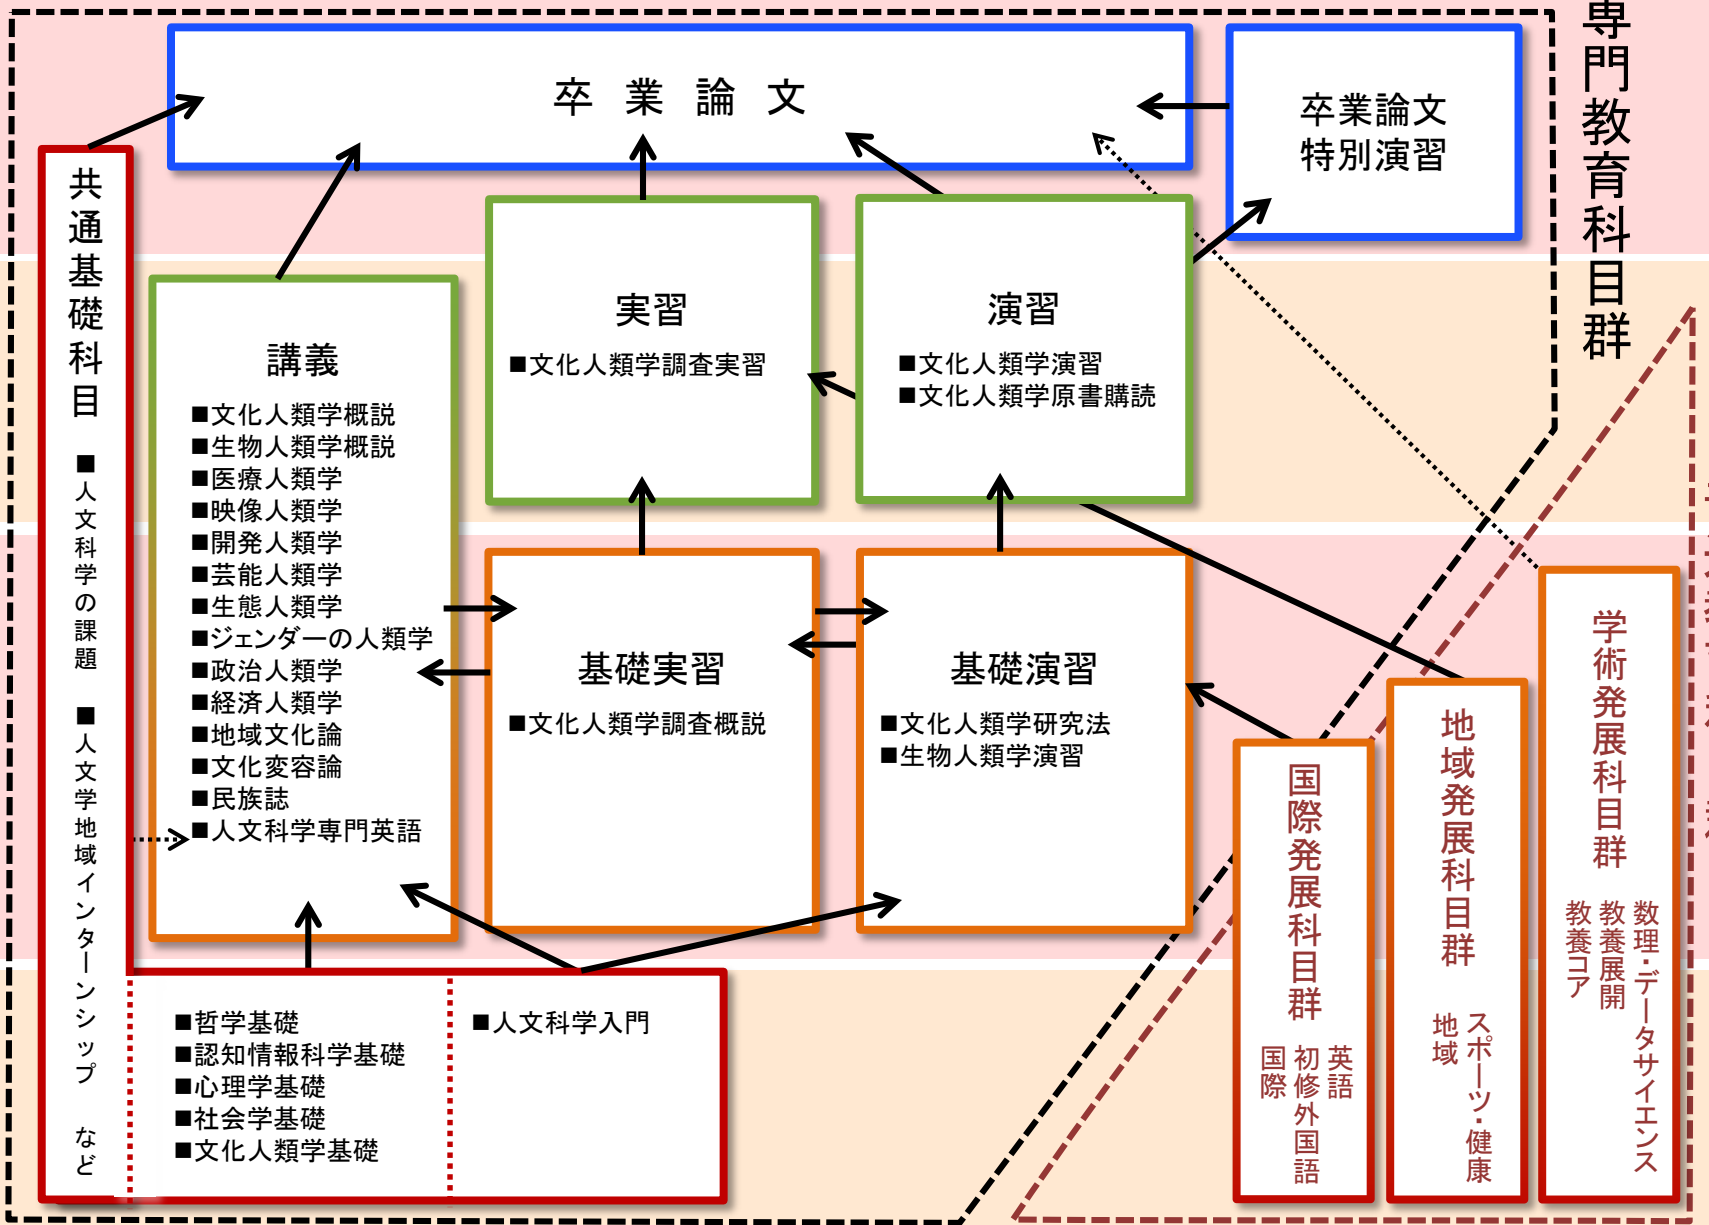 専門教育科目群
卒業論文
卒業論文
特別演習
共通基礎科目 ■人文科学の課題 ■人文学地域インターンシップ など
講義
■文化人類学概説
■生物人類学概説
■医療人類学
■映像人類学
■開発人類学
■芸能人類学
■生態人類学
■ジェンダーの人類学
■政治人類学
■経済人類学
■地域文化論
■文化変容論
■民族誌
■人文科学専門英語
実習
■文化人類学調査実習
演習
■文化人類学演習
■文化人類学原書購読
基礎実習
■文化人類学調査概説
基礎演習
■文化人類学研究法
■生物人類学演習
■哲学基礎
■認知情報科学基礎
■心理学基礎
■社会学基礎
■文化人類学基礎
■人文科学入門
国際発展科目群
英語
初修外国語
国際
地域発展科目群
スポーツ・健康
地域
学術発展科目群
数理・データサイエンス
教養展開
教養コア